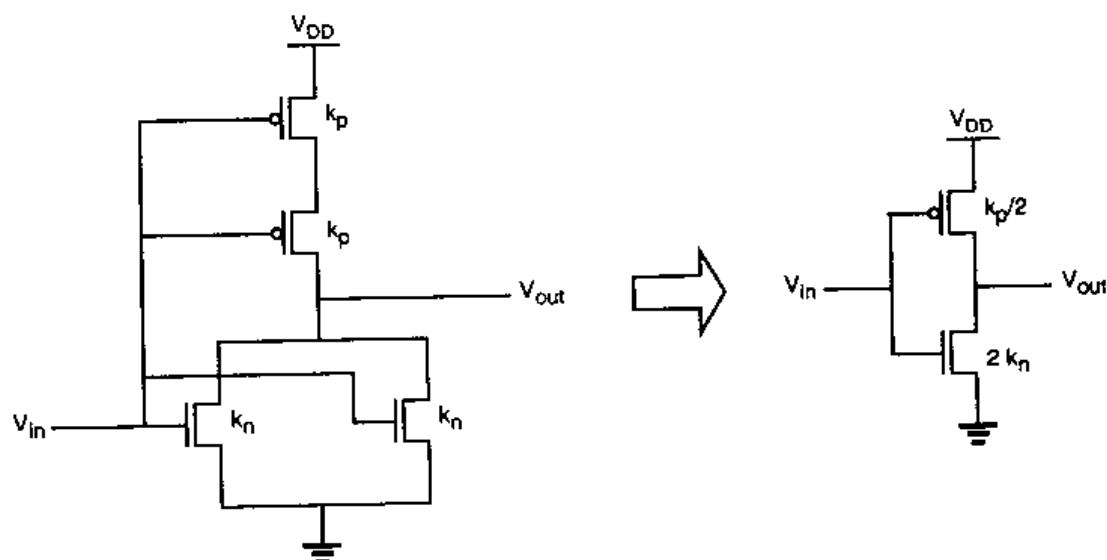 V_DD
k_p
k_p
V_out
k_n
k_n
V_in
V_DD
k_p/2
V_in
V_out
2 k_n